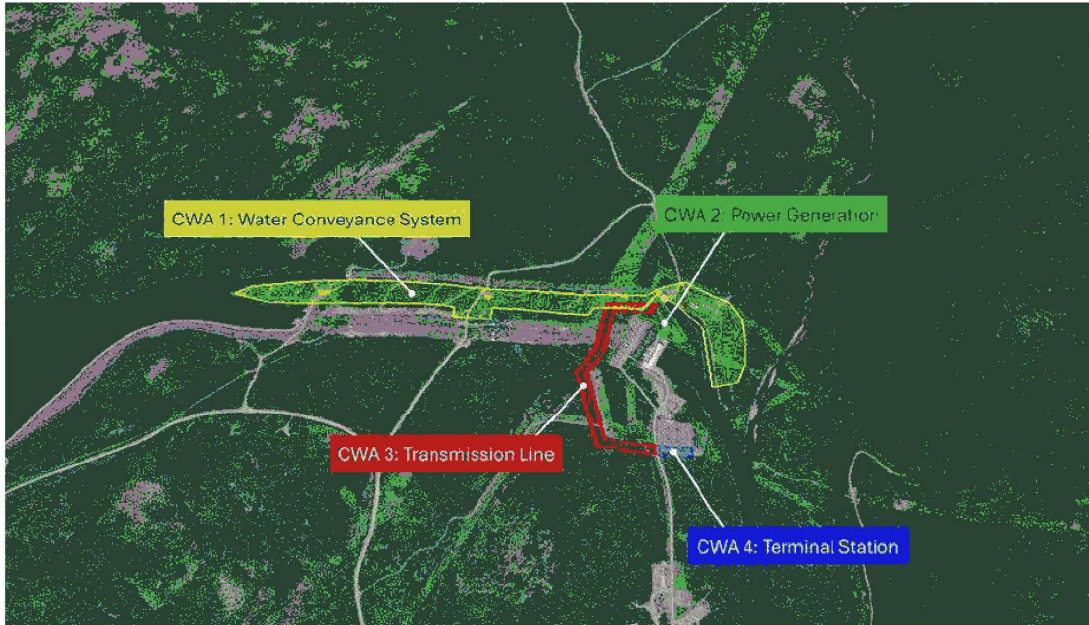 CWA 1: Water Conveyance System
CWA 2: Power Generation
CWA 3: Transmission Line
CWA 4: Terminal Station